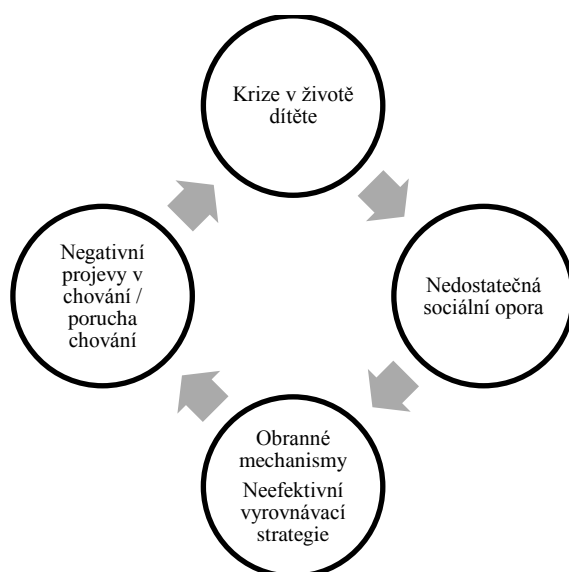 Krize v životě
dítěte
Nedostatečná
sociální opora
Obranné
mechanismy
Neefektivní
vyrovnávací
strategie
Negativní
projevy v
chování /
porucha
chování